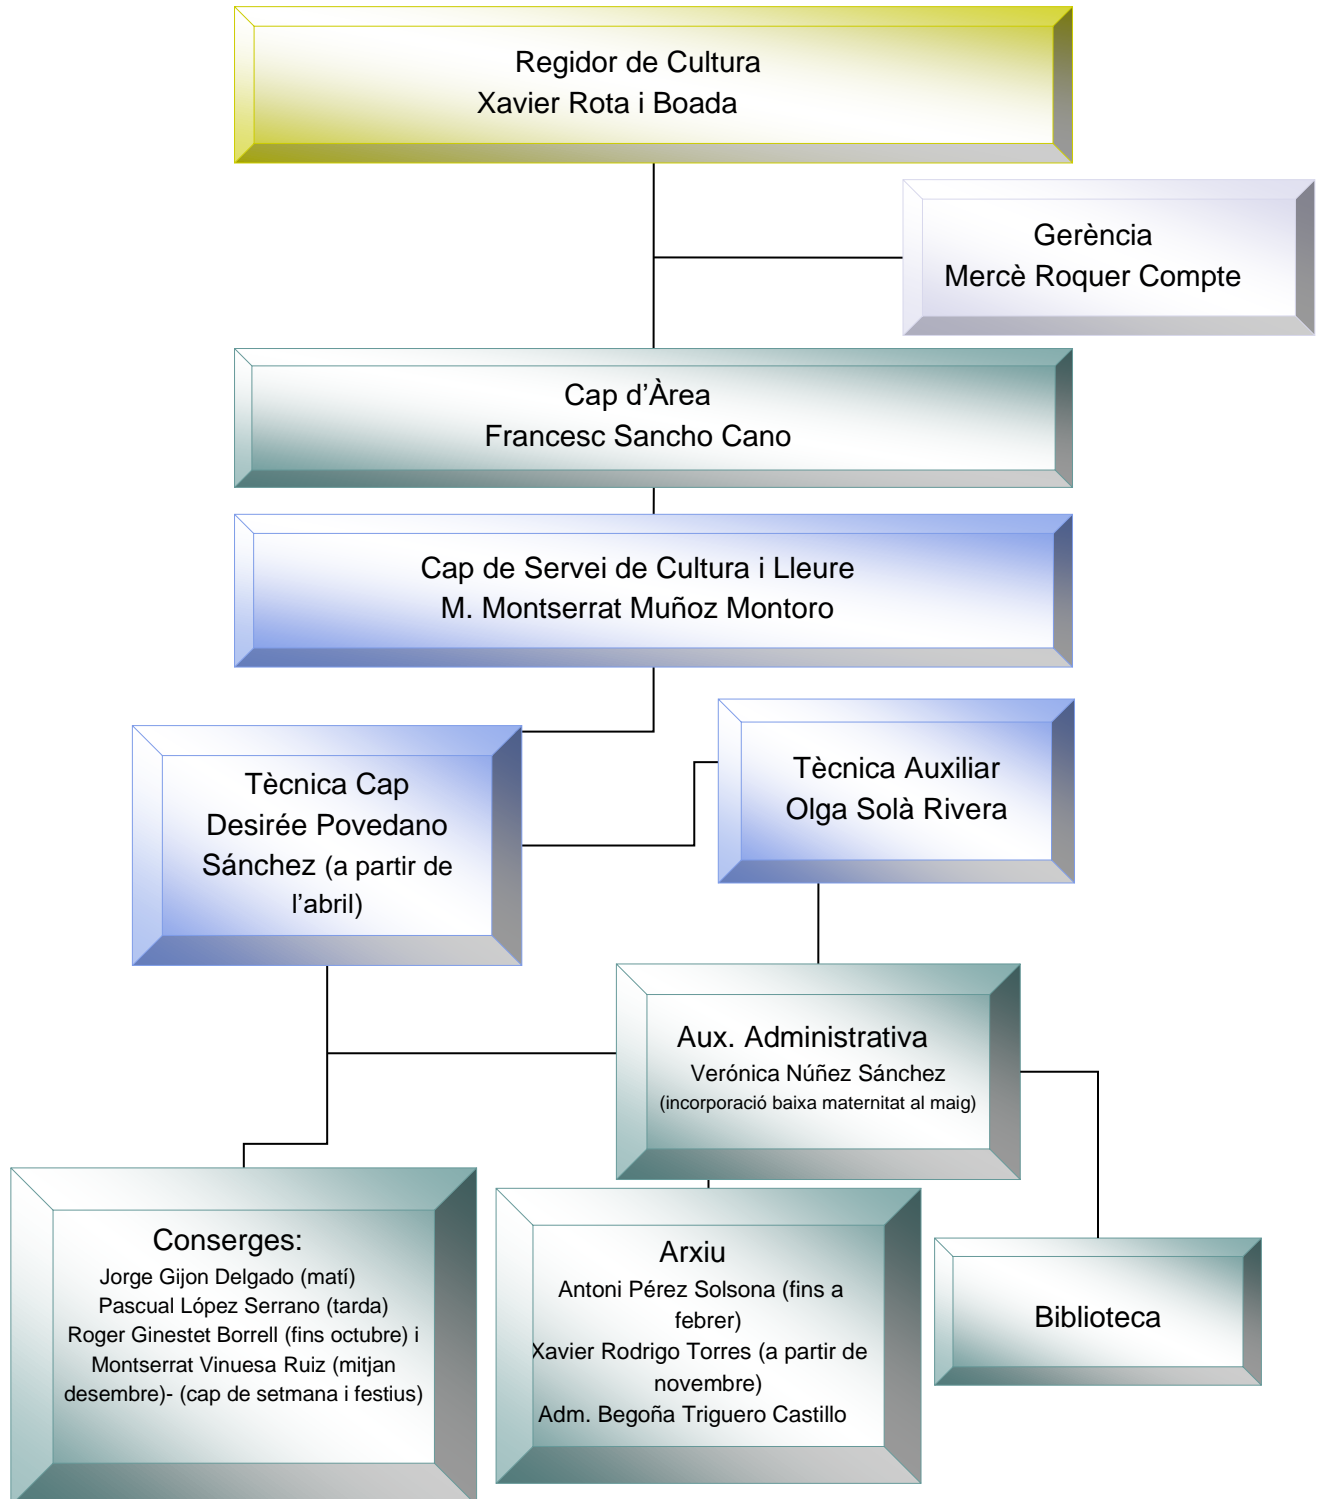 Regidor de Cultura
Xavier Rota i Boada
Gerència
Mercè Roquer Compte
Cap d’Àrea
Francesc Sancho Cano
Cap de Servei de Cultura i Lleure
M. Montserrat Muñoz Montoro
Tècnica Cap
Desirée Povedano
Sánchez (a partir de
l’abril)
Tècnica Auxiliar
Olga Solà Rivera
Aux. Administrativa
Verónica Núñez Sánchez
(incorporació baixa maternitat al maig)
Conserges:
Jorge Gijon Delgado (matí)
Pascual López Serrano (tarda)
Roger Ginestet Borrell (fins octubre) i
Montserrat Vinuesa Ruiz (mitjan
desembre)- (cap de setmana i festius)
Arxiu
Antoni Pérez Solsona (fins a
febrer)
Xavier Rodrigo Torres (a partir de
novembre)
Adm. Begoña Triguero Castillo
Biblioteca